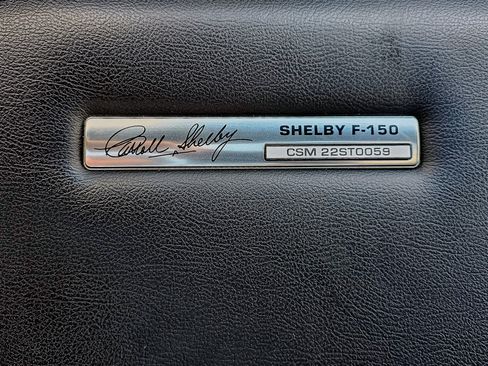 Carroll Shelby
SHELBY F-150
CSM 22ST0059